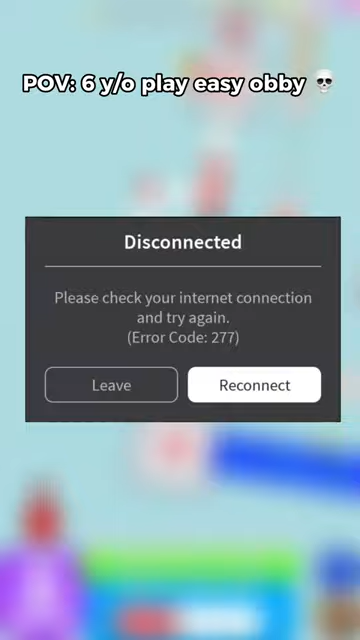 POV: 6 y/o play easy obby 💀
Disconnected
Please check your internet connection
and try again.
(Error Code: 277)
Leave
Reconnect